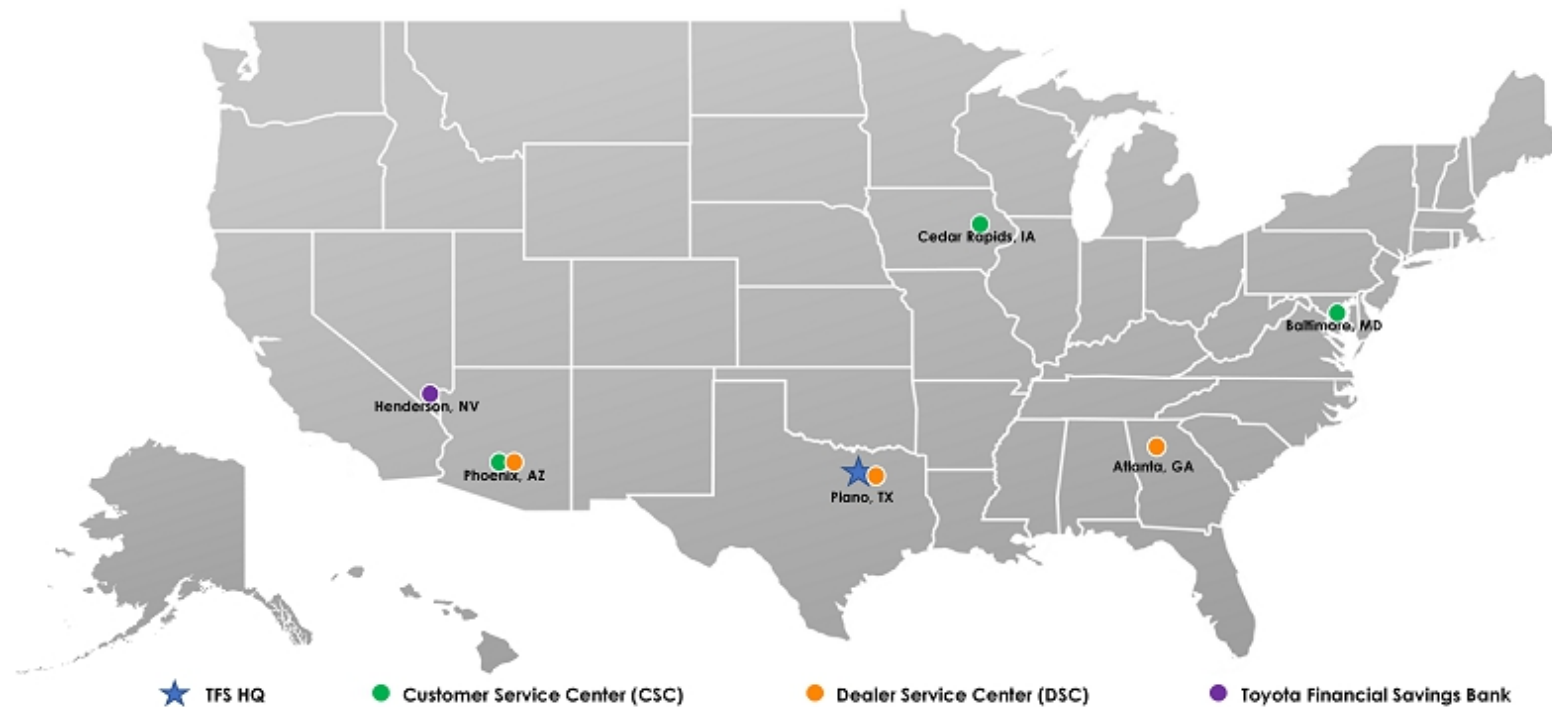 Cedar Rapids, IA
Baltimore, MD
Henderson, NV
Phoenix, AZ
Atlanta, GA
Plano, TX
TFS HQ
Customer Service Center (CSC)
Dealer Service Center (DSC)
Toyota Financial Savings Bank